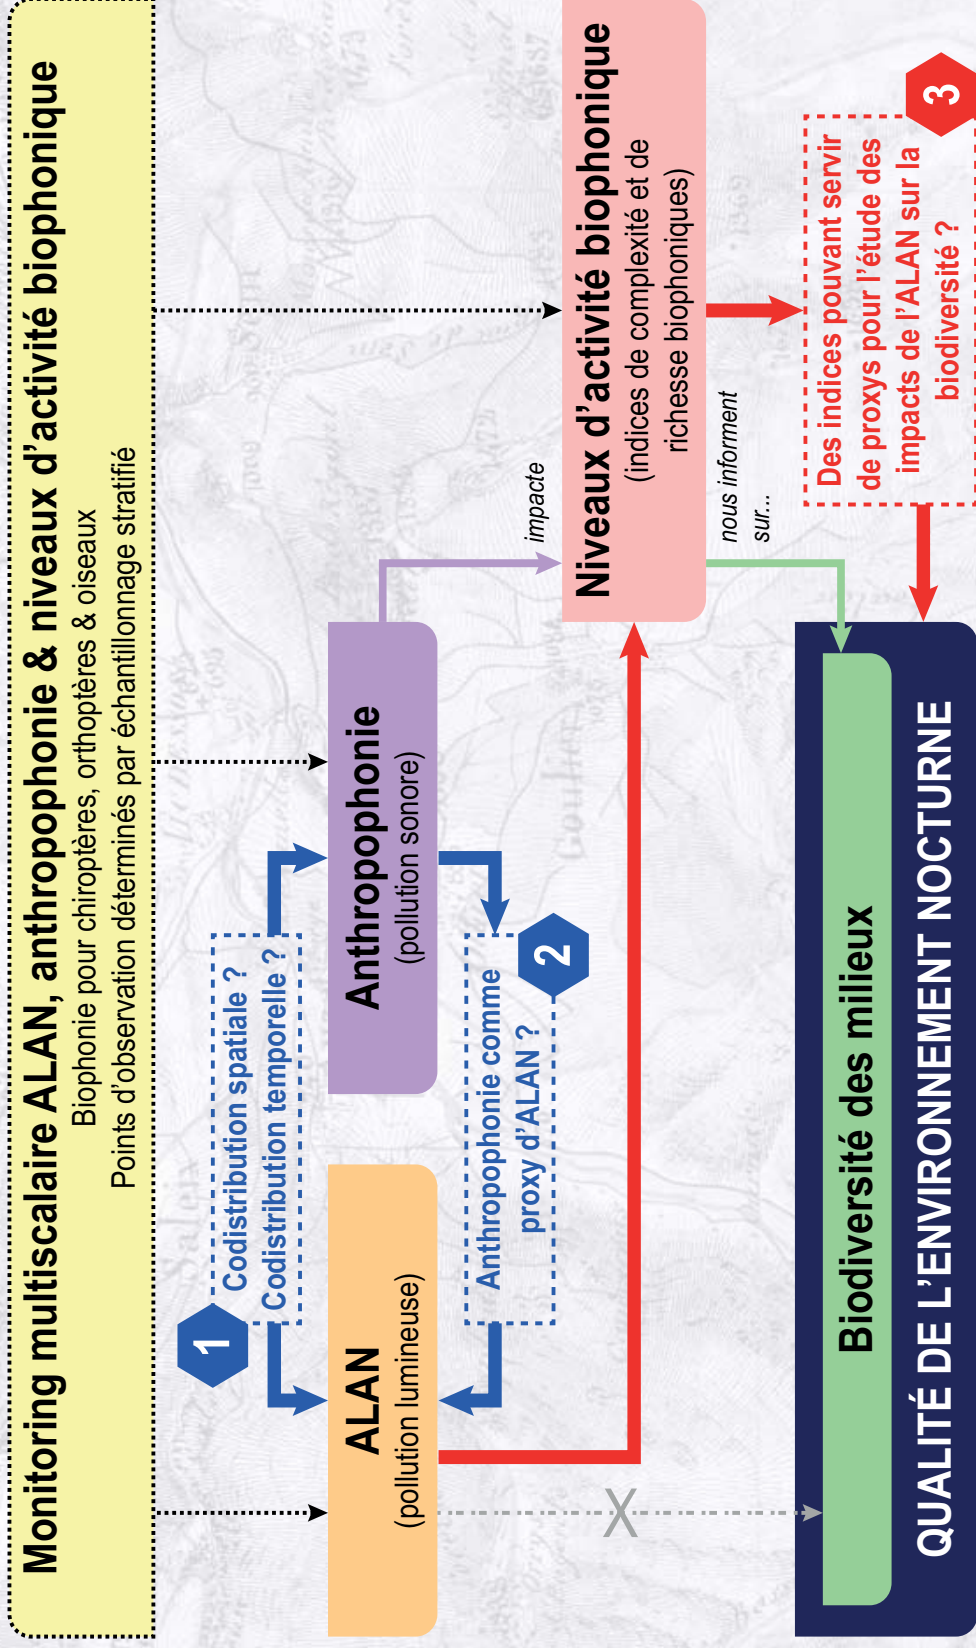 Monitoring multiscalaire ALAN, anthropophonie & niveaux d'activité biophonique
Biophonie pour chiroptères, orthoptères & oiseaux
Points d'observation déterminés par échantillonnage stratifié
1
Codistribution spatiale ?
Codistribution temporelle ?
ALAN
(pollution lumineuse)
Anthropophonie
(pollution sonore)
Anthropophonie comme
proxy d'ALAN ?
2
impacte
X
Niveaux d'activité biophonique
(indices de complexité et de
richesse biophoniques)
nous informent
sur...
Des indices pouvant servir
de proxys pour l'étude des
impacts de l'ALAN sur la
biodiversité ?
3
Biodiversité des milieux
QUALITÉ DE L'ENVIRONNEMENT NOCTURNE